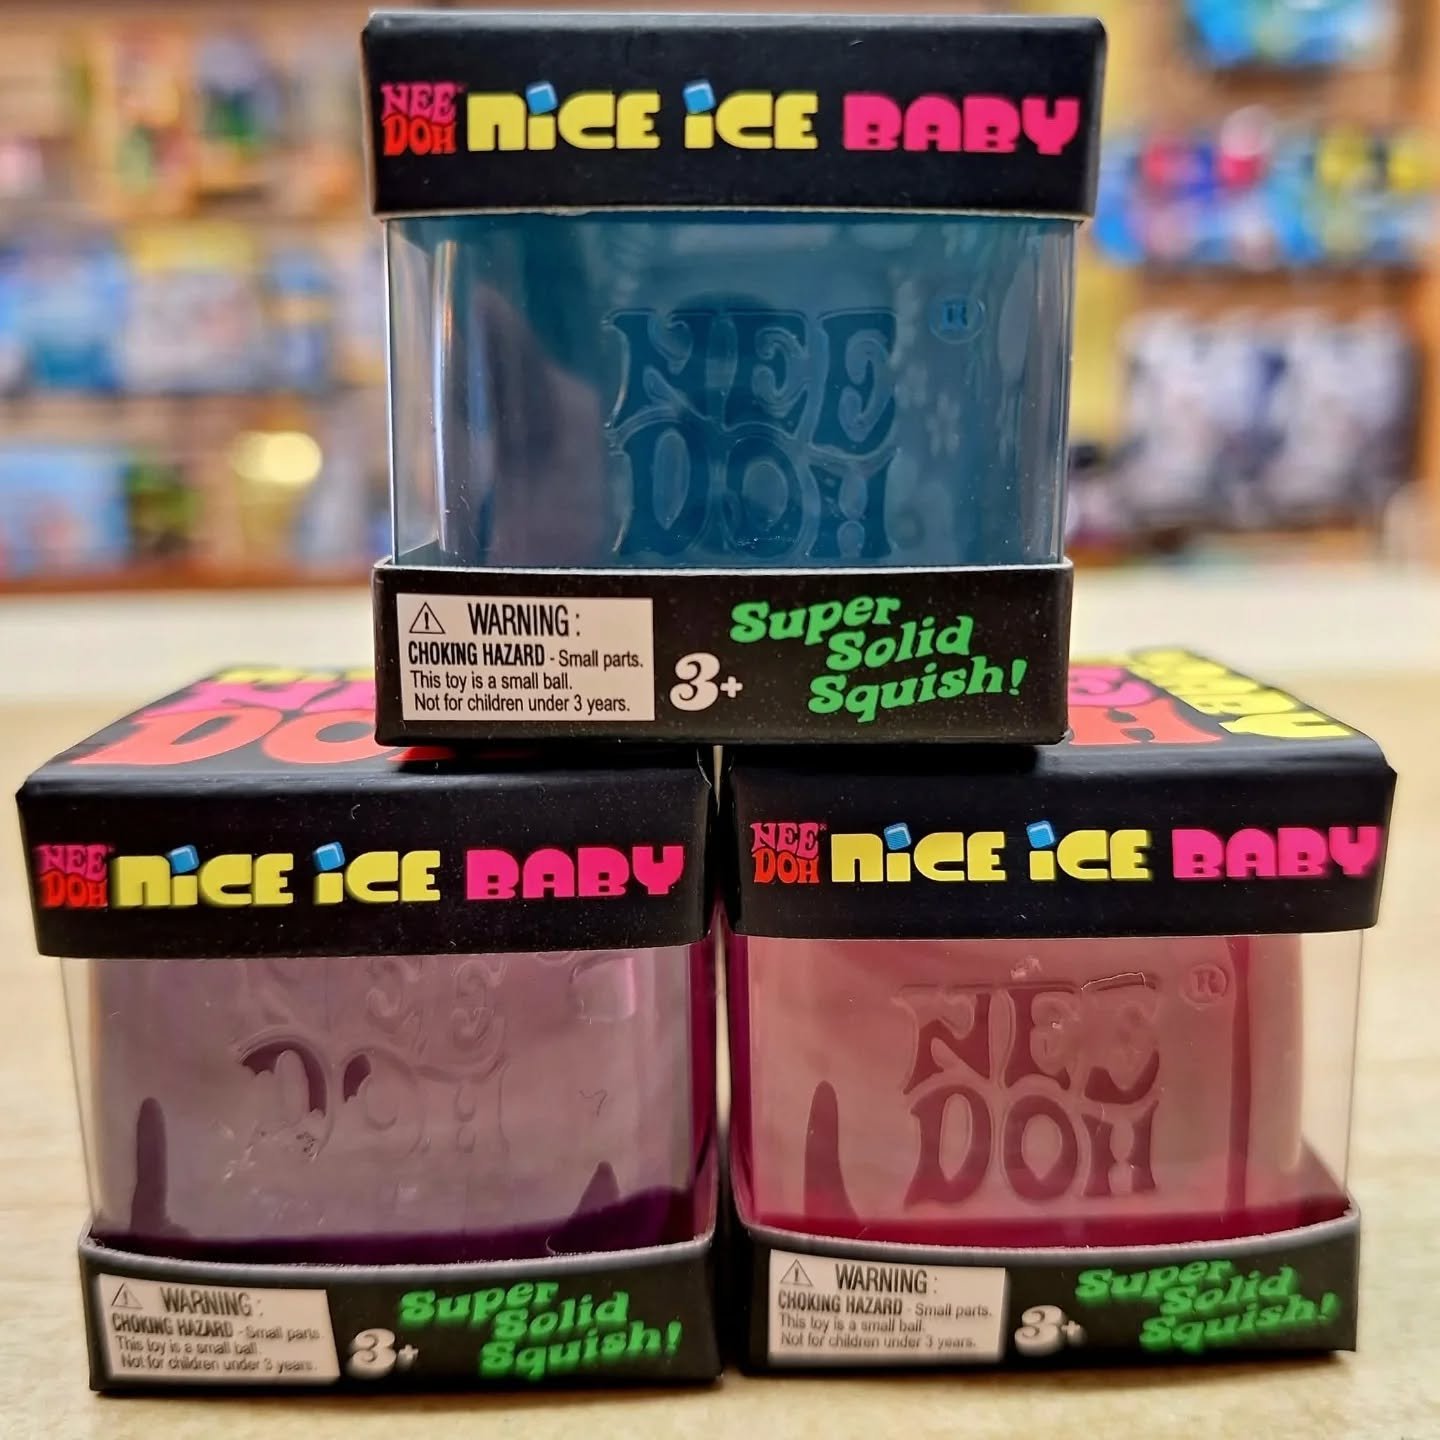 NEE DOH NiCE iCE BABY
NEE ®
DOH
WARNING:
CHOKING HAZARD - Small parts.
This toy is a small ball.
Not for children under 3 years.
3+
Super
Solid
Squish!
DOH
DOH
NEE DOH NiCE iCE BABY
NEE
DOH
WARNING:
CHOKING HAZARD - Small parts.
This toy is a small ball.
Not for children under 3 years.
3+
Super
Solid
Squish!
NEE DOH NiCE iCE BABY
NEE ®
DOH
WARNING:
CHOKING HAZARD - Small parts.
This toy is a small ball.
Not for children under 3 years.
3+
Super
Solid
Squish!